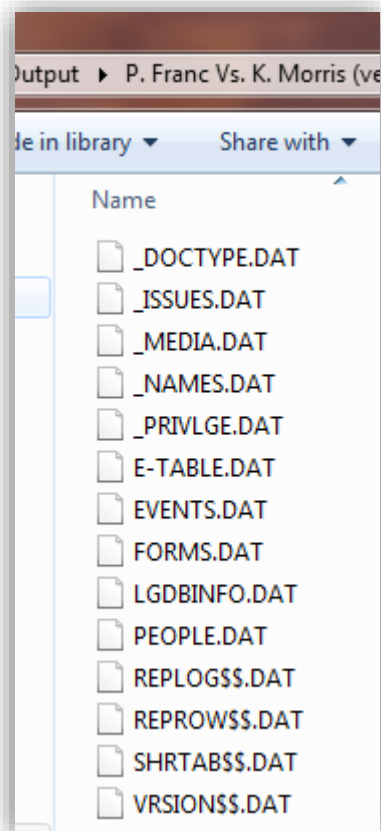 Output ▸ P. Franc Vs. K. Morris (ve
de in library ▾ Share with ▾
Name
_DOCTYPE.DAT
_ISSUES.DAT
_MEDIA.DAT
_NAMES.DAT
_PRIVLGE.DAT
E-TABLE.DAT
EVENTS.DAT
FORMS.DAT
LGDBINFO.DAT
PEOPLE.DAT
REPLOG$$.DAT
REPROW$$.DAT
SHRTAB$$.DAT
VRSION$$.DAT